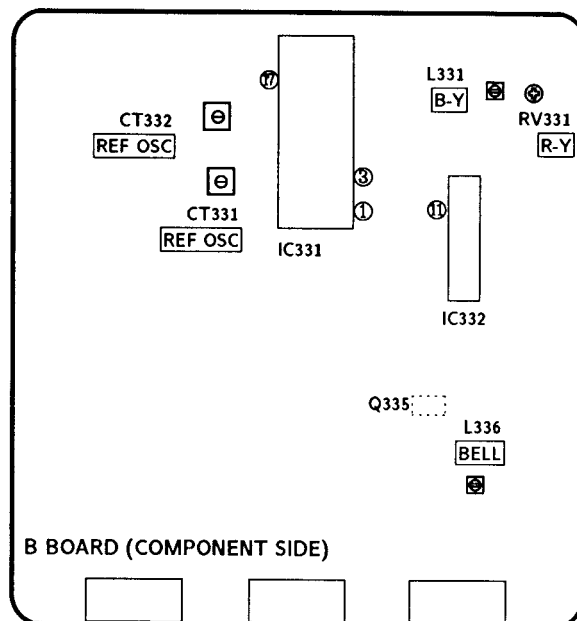 L331
B-Y
RV331
R-Y
17
CT332
REF OSC
3
CT331
REF OSC
1
11
IC331
IC332
Q335
L336
BELL
B BOARD (COMPONENT SIDE)